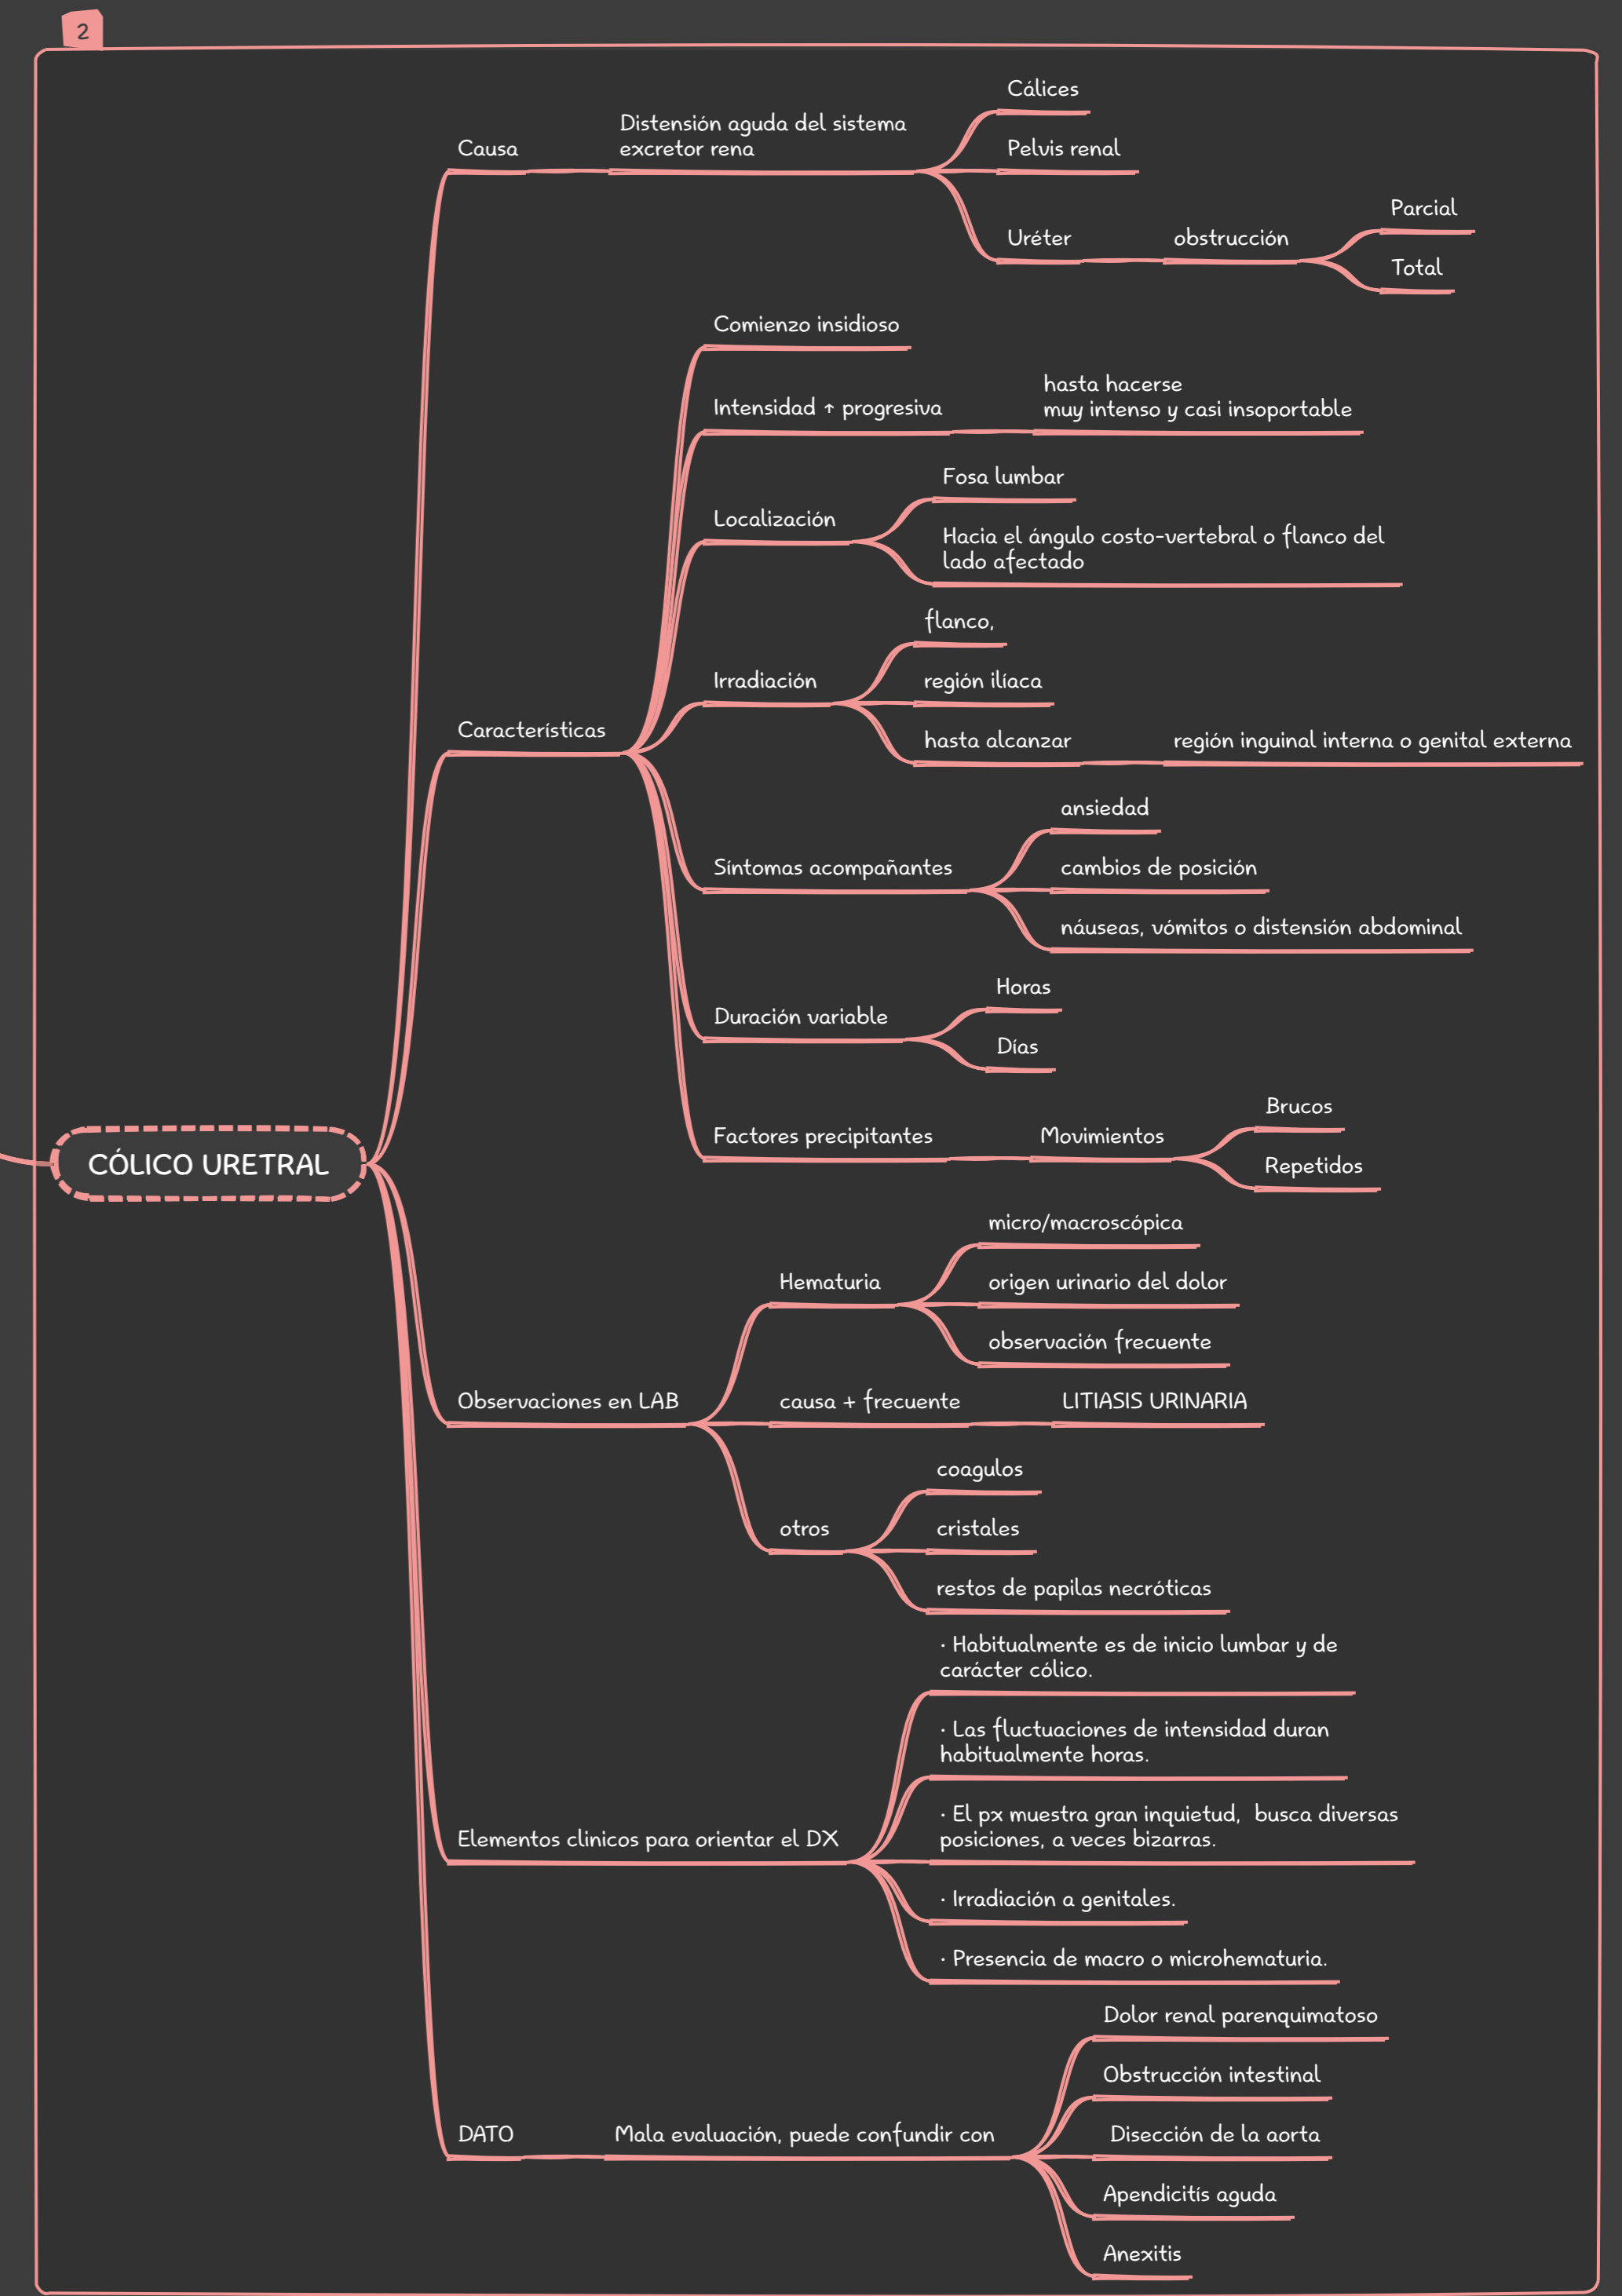 2
Cálices
Distensión aguda del sistema
excretor rena
Causa
Pelvis renal
Parcial
Uréter
obstrucción
Total
Comienzo insidioso
hasta hacerse
muy intenso y casi insoportable
Intensidad ↑ progresiva
Fosa lumbar
Localización
Hacia el ángulo costo-vertebral o flanco del
lado afectado
flanco,
Irradiación
región ilíaca
Características
hasta alcanzar
región inguinal interna o genital externa
ansiedad
Síntomas acompañantes
cambios de posición
náuseas, vómitos o distensión abdominal
Horas
Duración variable
Días
Brucos
Factores precipitantes
Movimientos
CÓLICO URETRAL
Repetidos
micro/macroscópica
Hematuria
origen urinario del dolor
observación frecuente
Observaciones en LAB
causa + frecuente
LITIASIS URINARIA
coagulos
otros
cristales
restos de papilas necróticas
· Habitualmente es de inicio lumbar y de
carácter cólico.
· Las fluctuaciones de intensidad duran
habitualmente horas.
· El px muestra gran inquietud,  busca diversas
posiciones, a veces bizarras.
Elementos clinicos para orientar el DX
· Irradiación a genitales.
· Presencia de macro o microhematuria.
Dolor renal parenquimatoso
Obstrucción intestinal
DATO
Mala evaluación, puede confundir con
Disección de la aorta
Apendicitís aguda
Anexitis